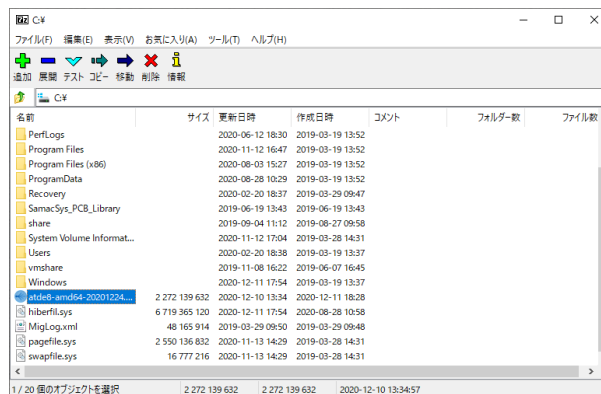 7z C:¥
ファイル(F) 編集(E) 表示(V) お気に入り(A) ツール(T) ヘルプ(H)
追加 展開 テスト コピー 移動 削除 情報
C:¥
名前 サイズ 更新日時 作成日時 コメント フォルダー数 ファイル数
PerfLogs 2020-06-12 18:30 2019-03-19 13:52
Program Files 2020-11-12 16:47 2019-03-19 13:52
Program Files (x86) 2020-08-03 15:27 2019-03-19 13:52
ProgramData 2020-08-28 10:29 2019-03-19 13:52
Recovery 2020-02-20 18:37 2019-03-29 09:47
SamacSys_PCB_Library 2019-06-19 13:43 2019-06-19 13:43
share 2019-09-04 11:12 2019-08-27 09:58
System Volume Informat... 2020-11-12 17:04 2019-03-28 14:31
Users 2020-02-20 18:38 2019-03-19 13:37
vmshare 2019-11-08 16:22 2019-06-07 16:45
Windows 2020-12-11 17:54 2019-03-19 13:37
atde8-amd64-20201224.... 2 272 139 632 2020-12-10 13:34 2020-12-11 18:28
hiberfil.sys 6 719 365 120 2020-12-11 17:54 2020-08-28 10:58
MigLog.xml 48 165 914 2019-03-29 09:50 2019-03-29 09:48
pagefile.sys 2 550 136 832 2020-11-13 14:29 2019-03-28 14:31
swapfile.sys 16 777 216 2020-11-13 14:29 2019-03-28 14:31
1 / 20 個のオブジェクトを選択 2 272 139 632 2 272 139 632 2020-12-10 13:34:57